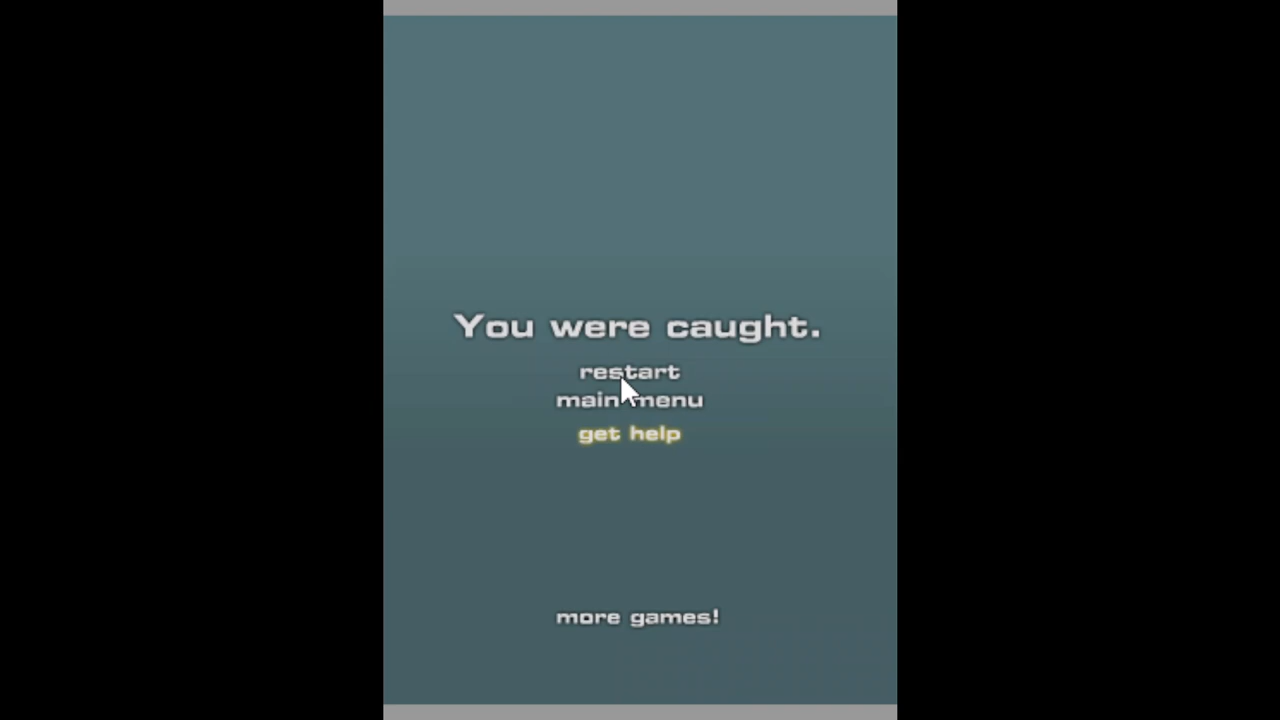 You were caught.
restart
main menu
get help
more games!